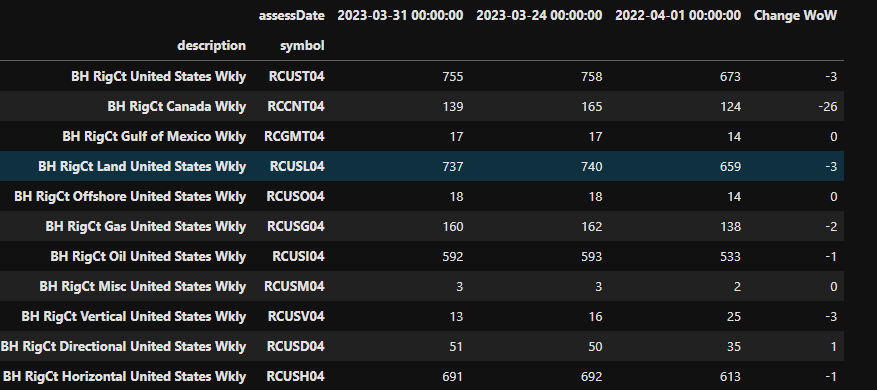 assessDate 2023-03-31 00:00:00 2023-03-24 00:00:00 2022-04-01 00:00:00 Change WoW
description symbol
BH RigCt United States Wkly RCUST04 755 758 673 -3
BH RigCt Canada Wkly RCCNT04 139 165 124 -26
BH RigCt Gulf of Mexico Wkly RCGMT04 17 17 14 0
BH RigCt Land United States Wkly RCUSL04 737 740 659 -3
BH RigCt Offshore United States Wkly RCUSO04 18 18 14 0
BH RigCt Gas United States Wkly RCUSG04 160 162 138 -2
BH RigCt Oil United States Wkly RCUSI04 592 593 533 -1
BH RigCt Misc United States Wkly RCUSM04 3 3 2 0
BH RigCt Vertical United States Wkly RCUSV04 13 16 25 -3
BH RigCt Directional United States Wkly RCUSD04 51 50 35 1
BH RigCt Horizontal United States Wkly RCUSH04 691 692 613 -1